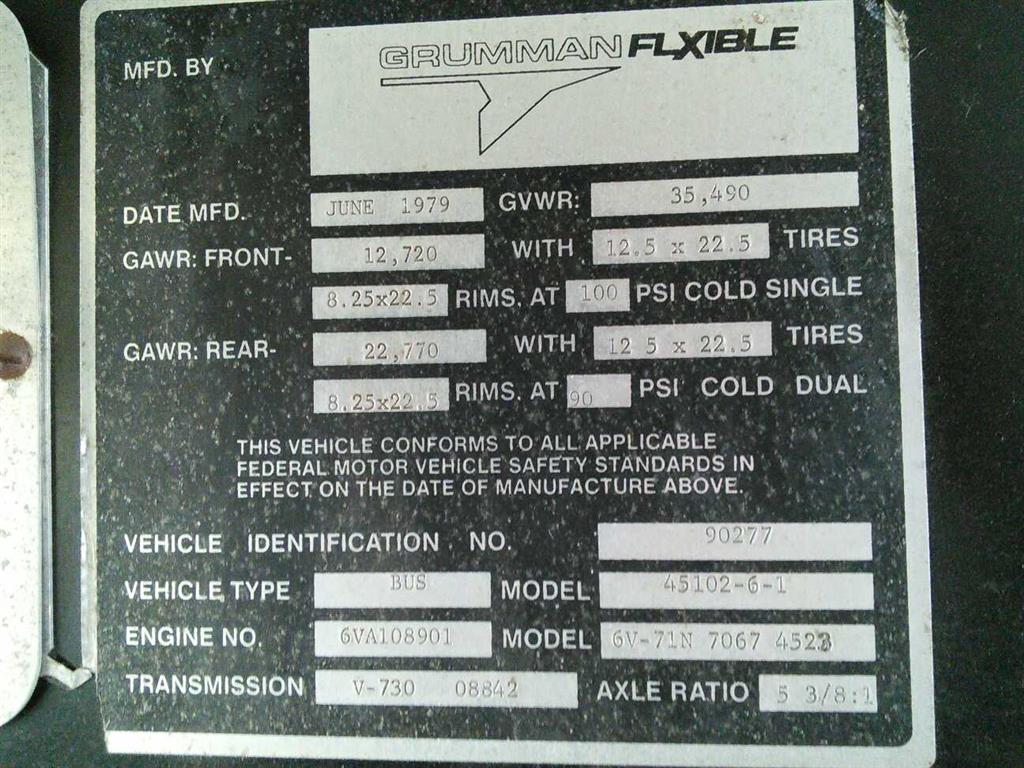 MFD. BY GRUMMAN FLXIBLE
DATE MFD. JUNE 1979 GVWR: 35,490
GAWR: FRONT- 12,720 WITH 12.5 x 22.5 TIRES
8.25x22.5 RIMS. AT 100 PSI COLD SINGLE
GAWR: REAR- 22,770 WITH 12 5 x 22.5 TIRES
8.25x22.5 RIMS. AT 90 PSI COLD DUAL
THIS VEHICLE CONFORMS TO ALL APPLICABLE
FEDERAL MOTOR VEHICLE SAFETY STANDARDS IN
EFFECT ON THE DATE OF MANUFACTURE ABOVE.
VEHICLE IDENTIFICATION NO. 90277
VEHICLE TYPE BUS MODEL 45102-6-1
ENGINE NO. 6VA108901 MODEL 6V-71N 7067
TRANSMISSION V-730 08842 AXLE RATIO 5 3/8:1